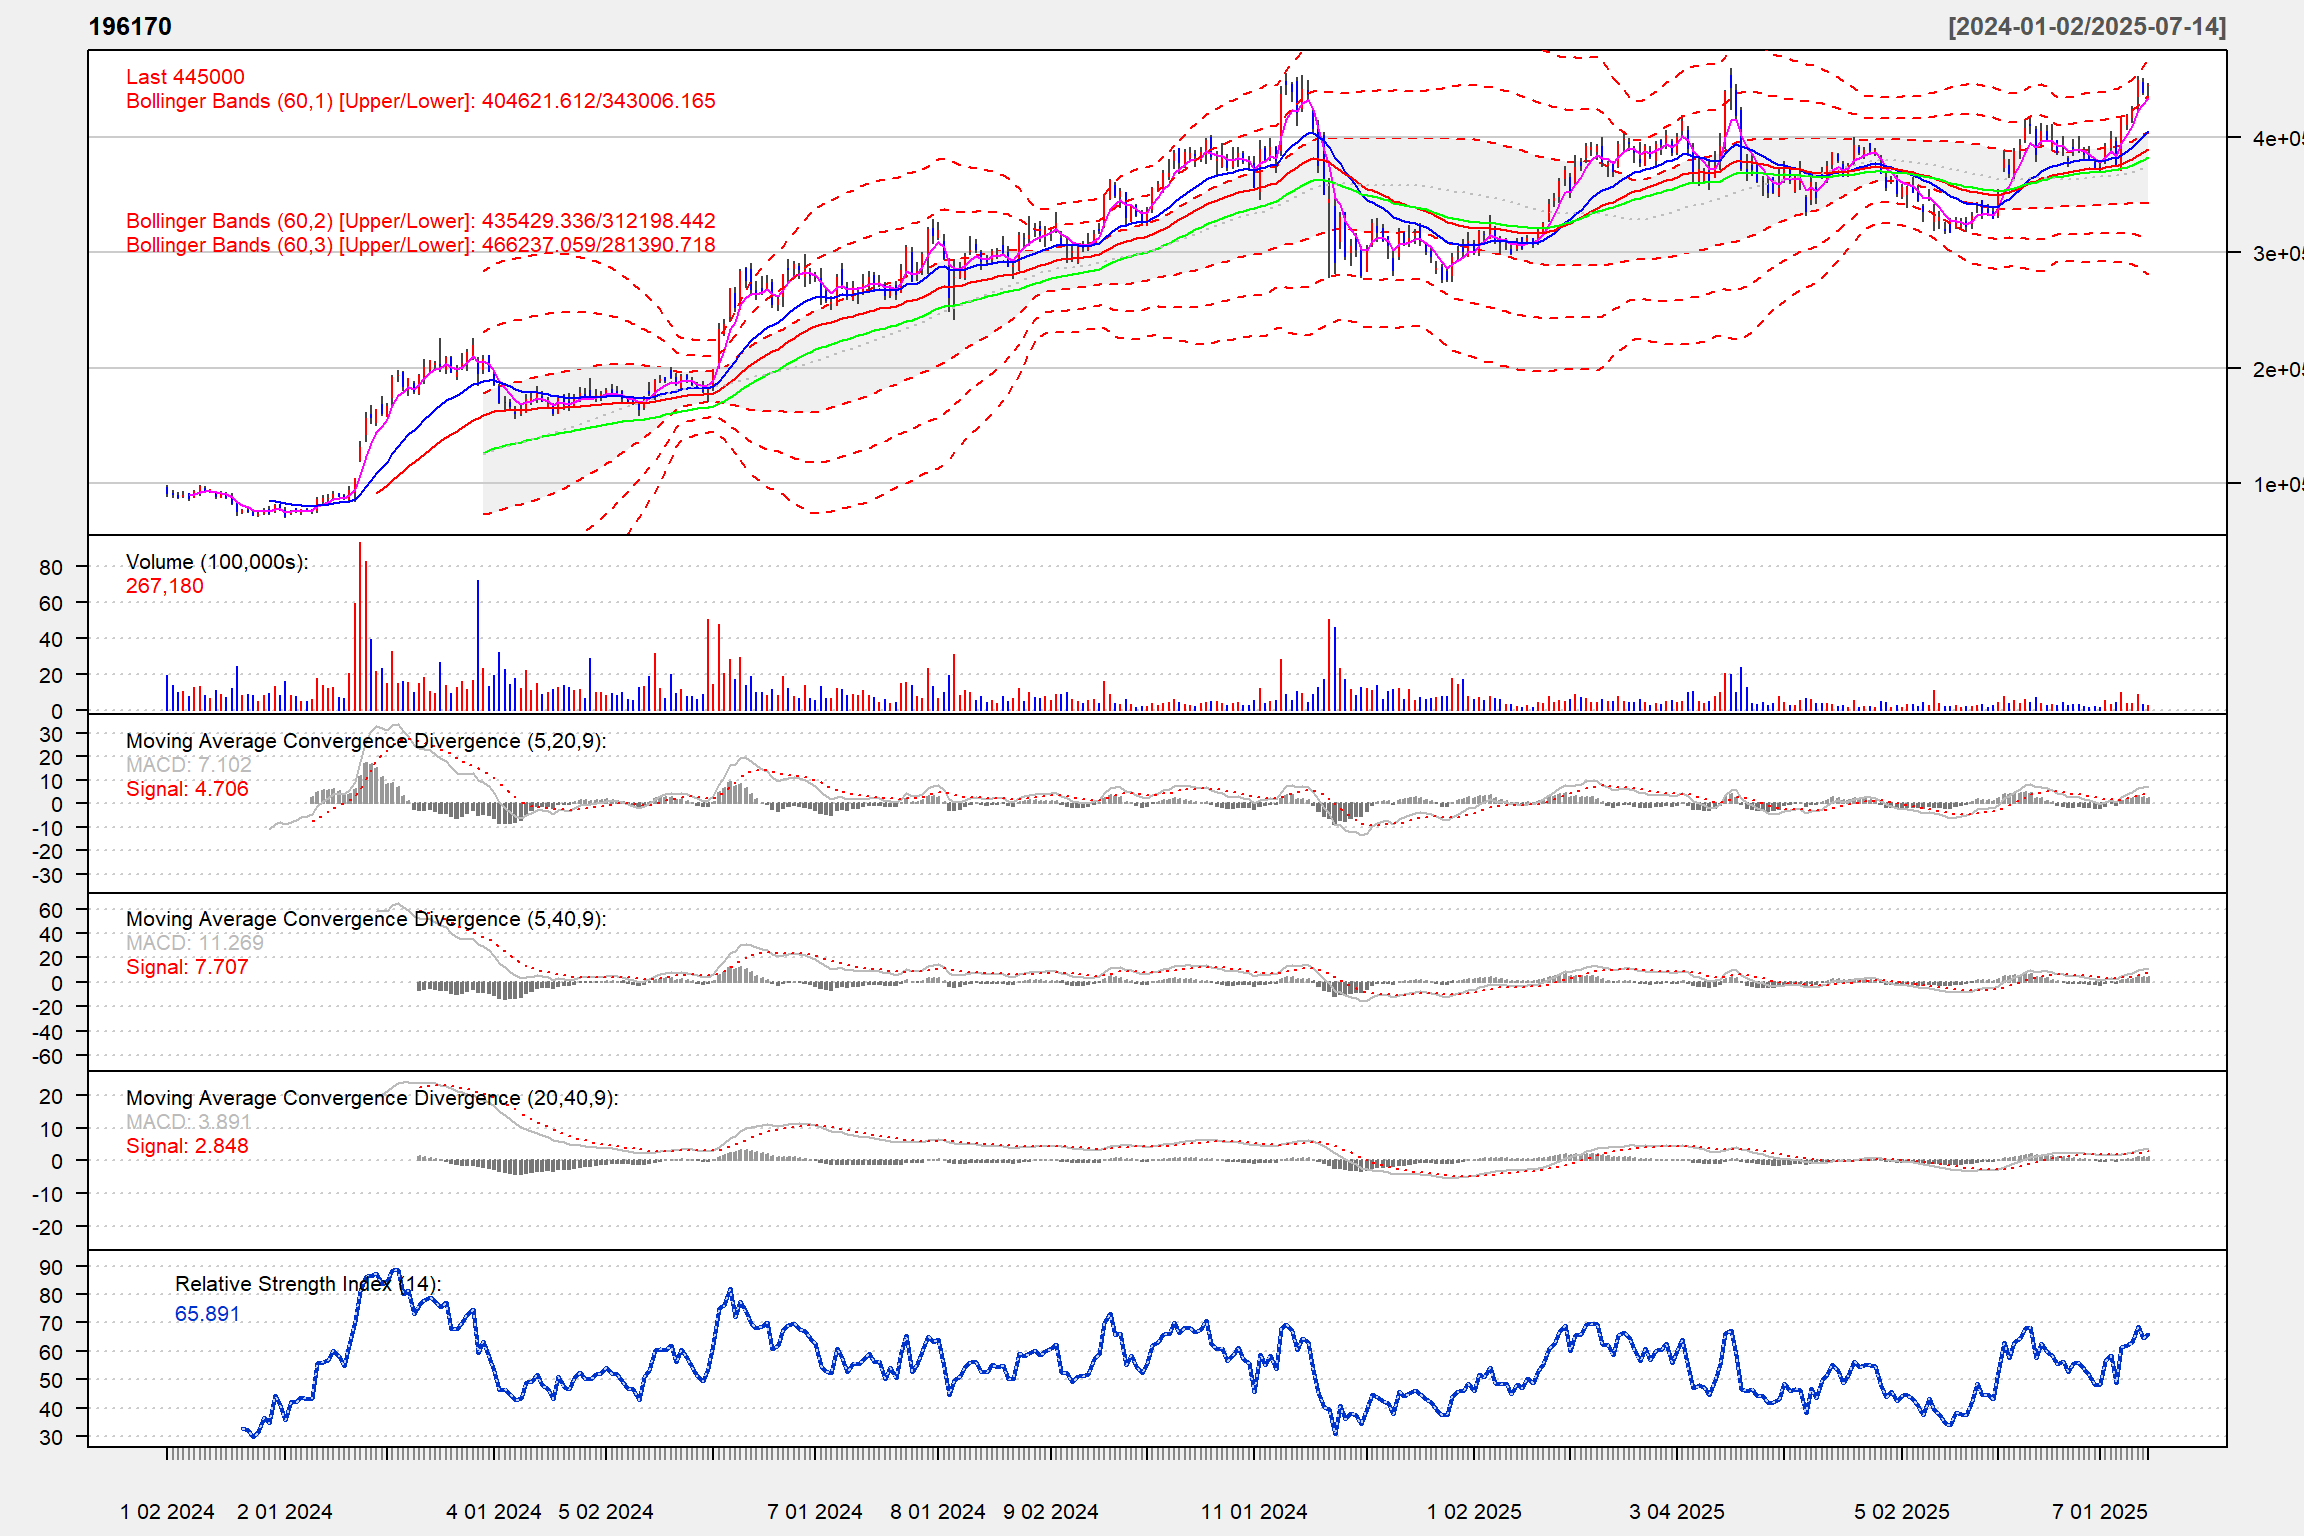 196170
[2024-01-02/2025-07-14]
Last 445000
Bollinger Bands (60,1) [Upper/Lower]: 404621.612/343006.165
Bollinger Bands (60,2) [Upper/Lower]: 435429.336/312198.442
Bollinger Bands (60,3) [Upper/Lower]: 466237.059/281390.718
4e+05
3e+05
2e+05
1e+05
Volume (100,000s):
267,180
80
60
40
20
0
Moving Average Convergence Divergence (5,20,9):
MACD: 7.102
Signal: 4.706
30
20
10
0
-10
-20
-30
Moving Average Convergence Divergence (5,40,9):
MACD: 11.269
Signal: 7.707
60
40
20
0
-20
-40
-60
Moving Average Convergence Divergence (20,40,9):
MACD: 3.891
Signal: 2.848
20
10
0
-10
-20
Relative Strength Index (14):
65.891
90
80
70
60
50
40
30
1 02 2024 2 01 2024 4 01 2024 5 02 2024 7 01 2024 8 01 2024 9 02 2024 11 01 2024 1 02 2025 3 04 2025 5 02 2025 7 01 2025